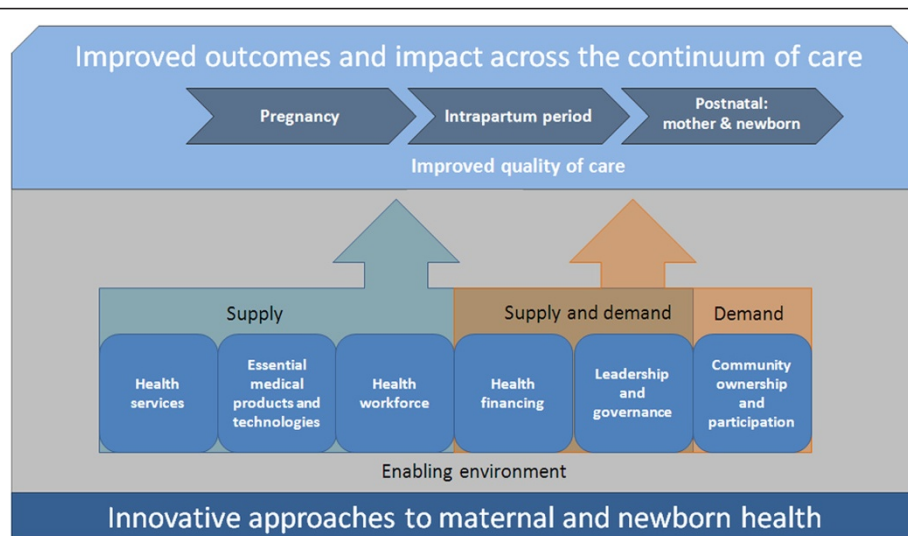 Improved outcomes and impact across the continuum of care
Pregnancy
Intrapartum period
Postnatal:
mother & newborn
Improved quality of care
Supply
Supply and demand
Demand
Health
services
Essential
medical
products and
technologies
Health
workforce
Health
financing
Leadership
and
governance
Community
ownership
and
participation
Enabling environment
Innovative approaches to maternal and newborn health